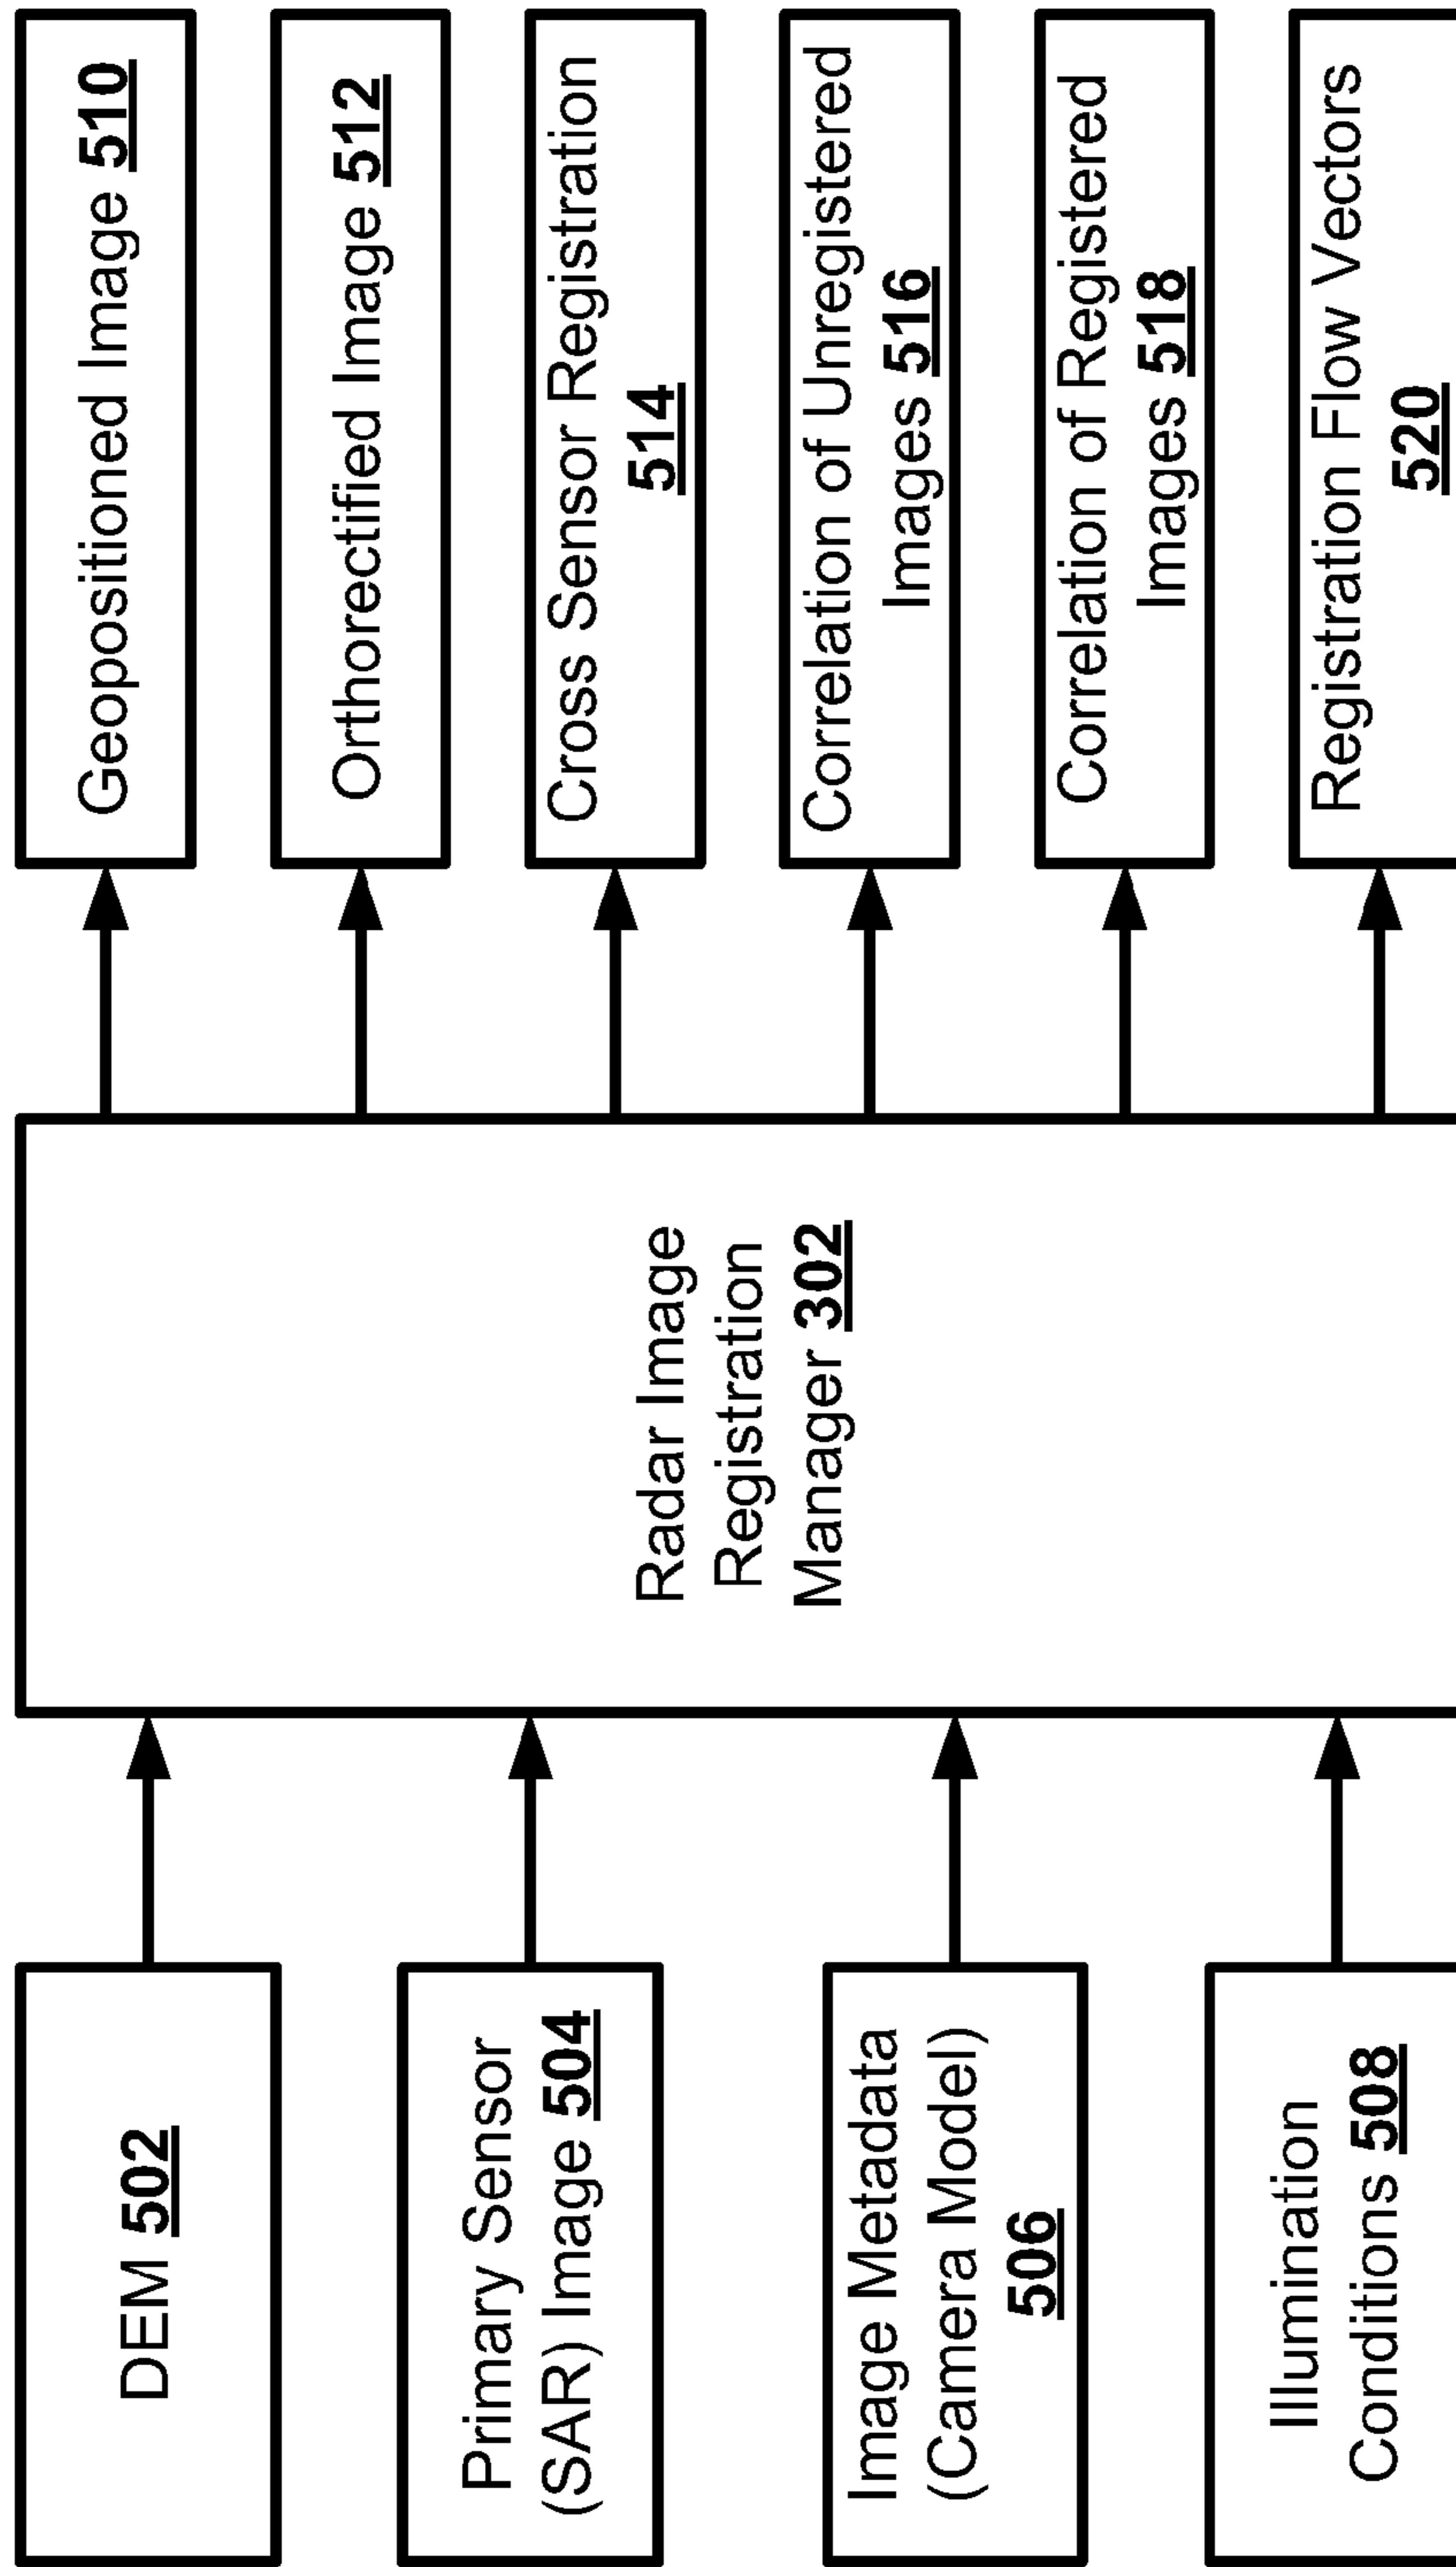 DEM 502
Primary Sensor
(SAR) Image 504
Image Metadata
(Camera Model)
506
Illumination
Conditions 508
Radar Image
Registration
Manager 302
Geopositioned Image 510
Orthorectified Image 512
Cross Sensor Registration
514
Correlation of Unregistered
Images 516
Correlation of Registered
Images 518
Registration Flow Vectors
520